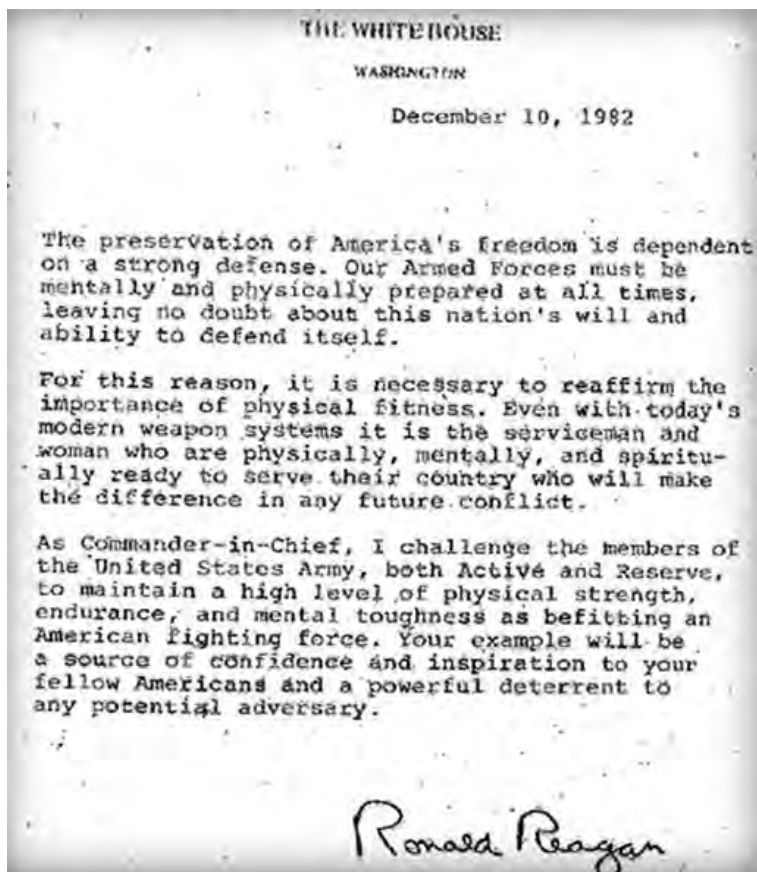 THE WHITE HOUSE
WASHINGTON
December 10, 1982
The preservation of America's freedom is dependent
on a strong defense. Our Armed Forces must be
mentally and physically prepared at all times,
leaving no doubt about this nation's will and
ability to defend itself.
For this reason, it is necessary to reaffirm the
importance of physical fitness. Even with today's
modern weapon systems it is the serviceman and
woman who are physically, mentally, and spiritu-
ally ready to serve their country who will make
the difference in any future conflict.
As Commander-in-Chief, I challenge the members of
the United States Army, both Active and Reserve,
to maintain a high level of physical strength,
endurance, and mental toughness as befitting an
American fighting force. Your example will be
a source of confidence and inspiration to your
fellow Americans and a powerful deterrent to
any potential adversary.
Ronald Reagan